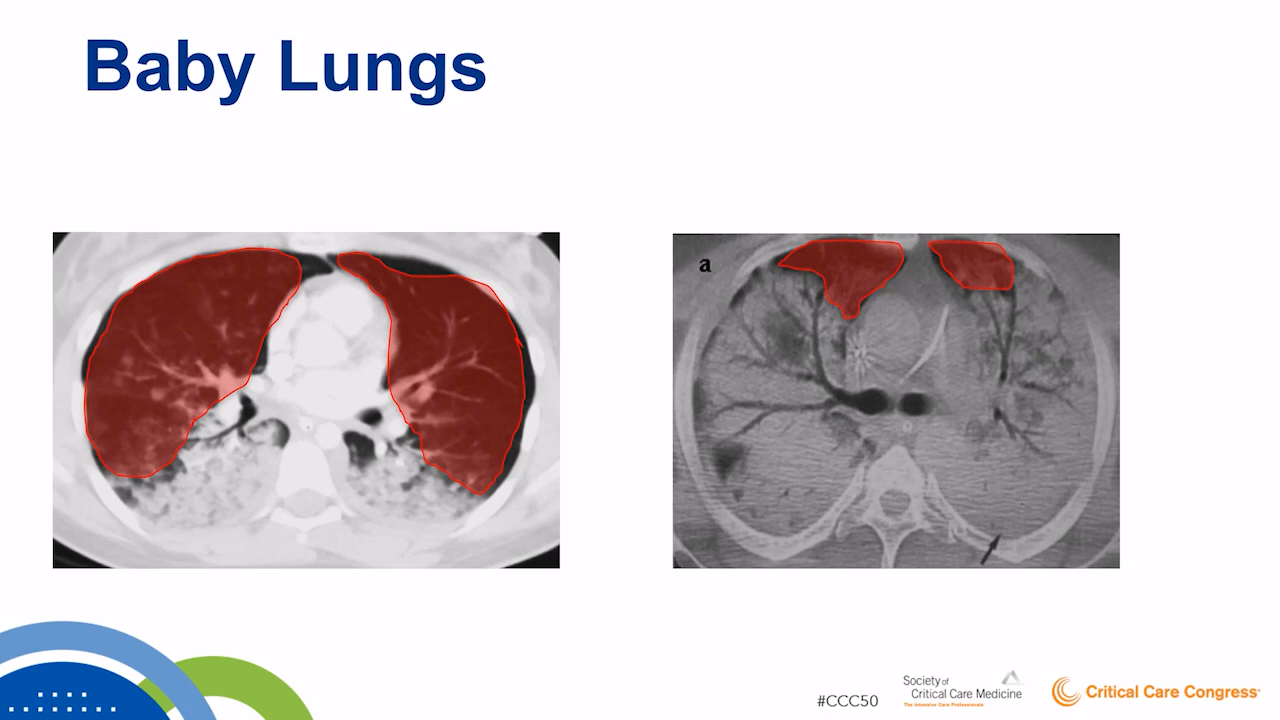 Baby Lungs
a
#CCC50
Society of
Critical Care Medicine
The Intensive Care Professionals
Critical Care Congress